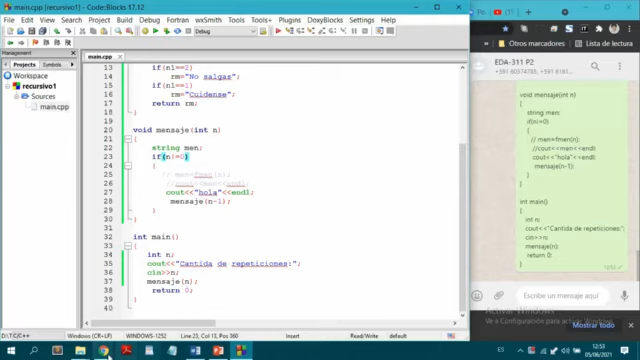 main.cpp [recursivo1] - Code::Blocks 17.12
File Edit View Search Project Build Debug Fortran wxSmith Tools Tools+ Plugins DoxyBlocks Settings
Debug
Management
Projects
Symbols
Workspace
recursivo1
Sources
main.cpp
main.cpp
13 if(n1==2)
14 rm="No salgas";
15 if(n1==1)
16 rm="Cuidense";
17 return rm;
18 }
19
20 void mensaje(int n)
21 {
22 string men;
23 if(n!=0)
24 {
25 // men=fmen(n);
26 //cout<<men<<endl;
27 cout<<"hola"<<endl;
28 mensaje(n-1);
29 }
30 }
31
32 int main()
33 {
34 int n;
35 cout<<"Cantida de repeticiones:";
36 cin>>n;
37 mensaje(n);
38 return 0;
39 }
40
D:\T.C/C++\
Windows (CR+LF)
WINDOWS-1252
Line 23, Col 13, Pos 360
Insert
Read/Write
default
Otros marcadores
Lista de lectura
EDA-311 P2
void mensaje(int n)
{
string men;
if(n!=0)
{
// men=fmen(n);
//cout<<men<<endl;
cout<<"hola"<<endl;
mensaje(n-1);
}
}
int main()
{
int n;
cout<<"Cantida de repeticiones:";
cin>>n;
mensaje(n);
return 0;
}
Escribe un mensaje aquí
Activar Windows
Ve a Configuración para activar Windows
Mostrar todo
ES
12:53
05/06/2021